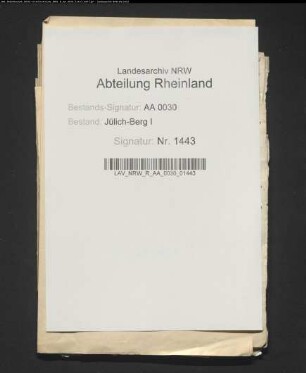 Landesarchiv NRW
Abteilung Rheinland
Bestands-Signatur: AA 0030
Bestand: Jülich-Berg I
Signatur: Nr. 1443
LAV_NRW_R_AA_0030_01443